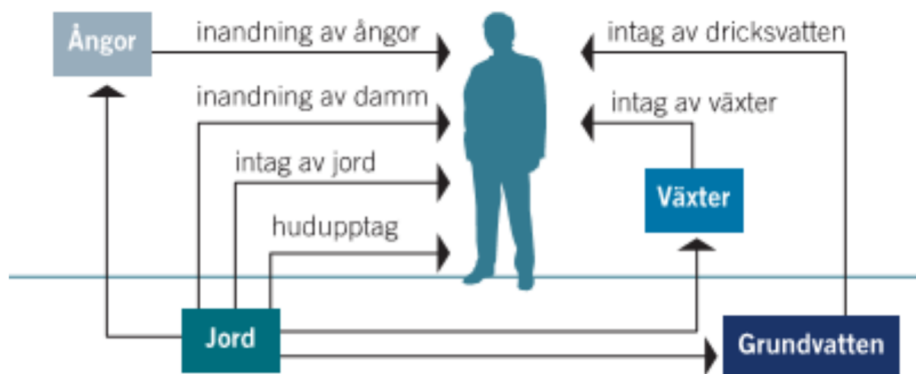 Ångor
inandning av ångor
intag av dricksvatten
inandning av damm
intag av växter
intag av jord
Växter
hudupptag
Jord
Grundvatten